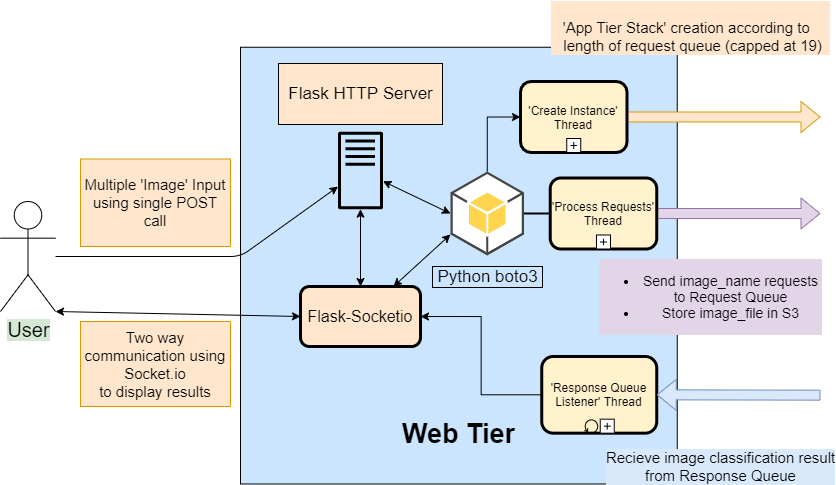 'App Tier Stack' creation according to
length of request queue (capped at 19)
Flask HTTP Server
'Create Instance'
Thread
Multiple 'Image' Input
using single POST
call
'Process Requests'
Thread
Python boto3
Send image_name requests
to Request Queue
Store image_file in S3
Flask-Socketio
User
Two way
communication using
Socket.io
to display results
'Response Queue
Listener' Thread
Web Tier
Recieve image classification result
from Response Queue